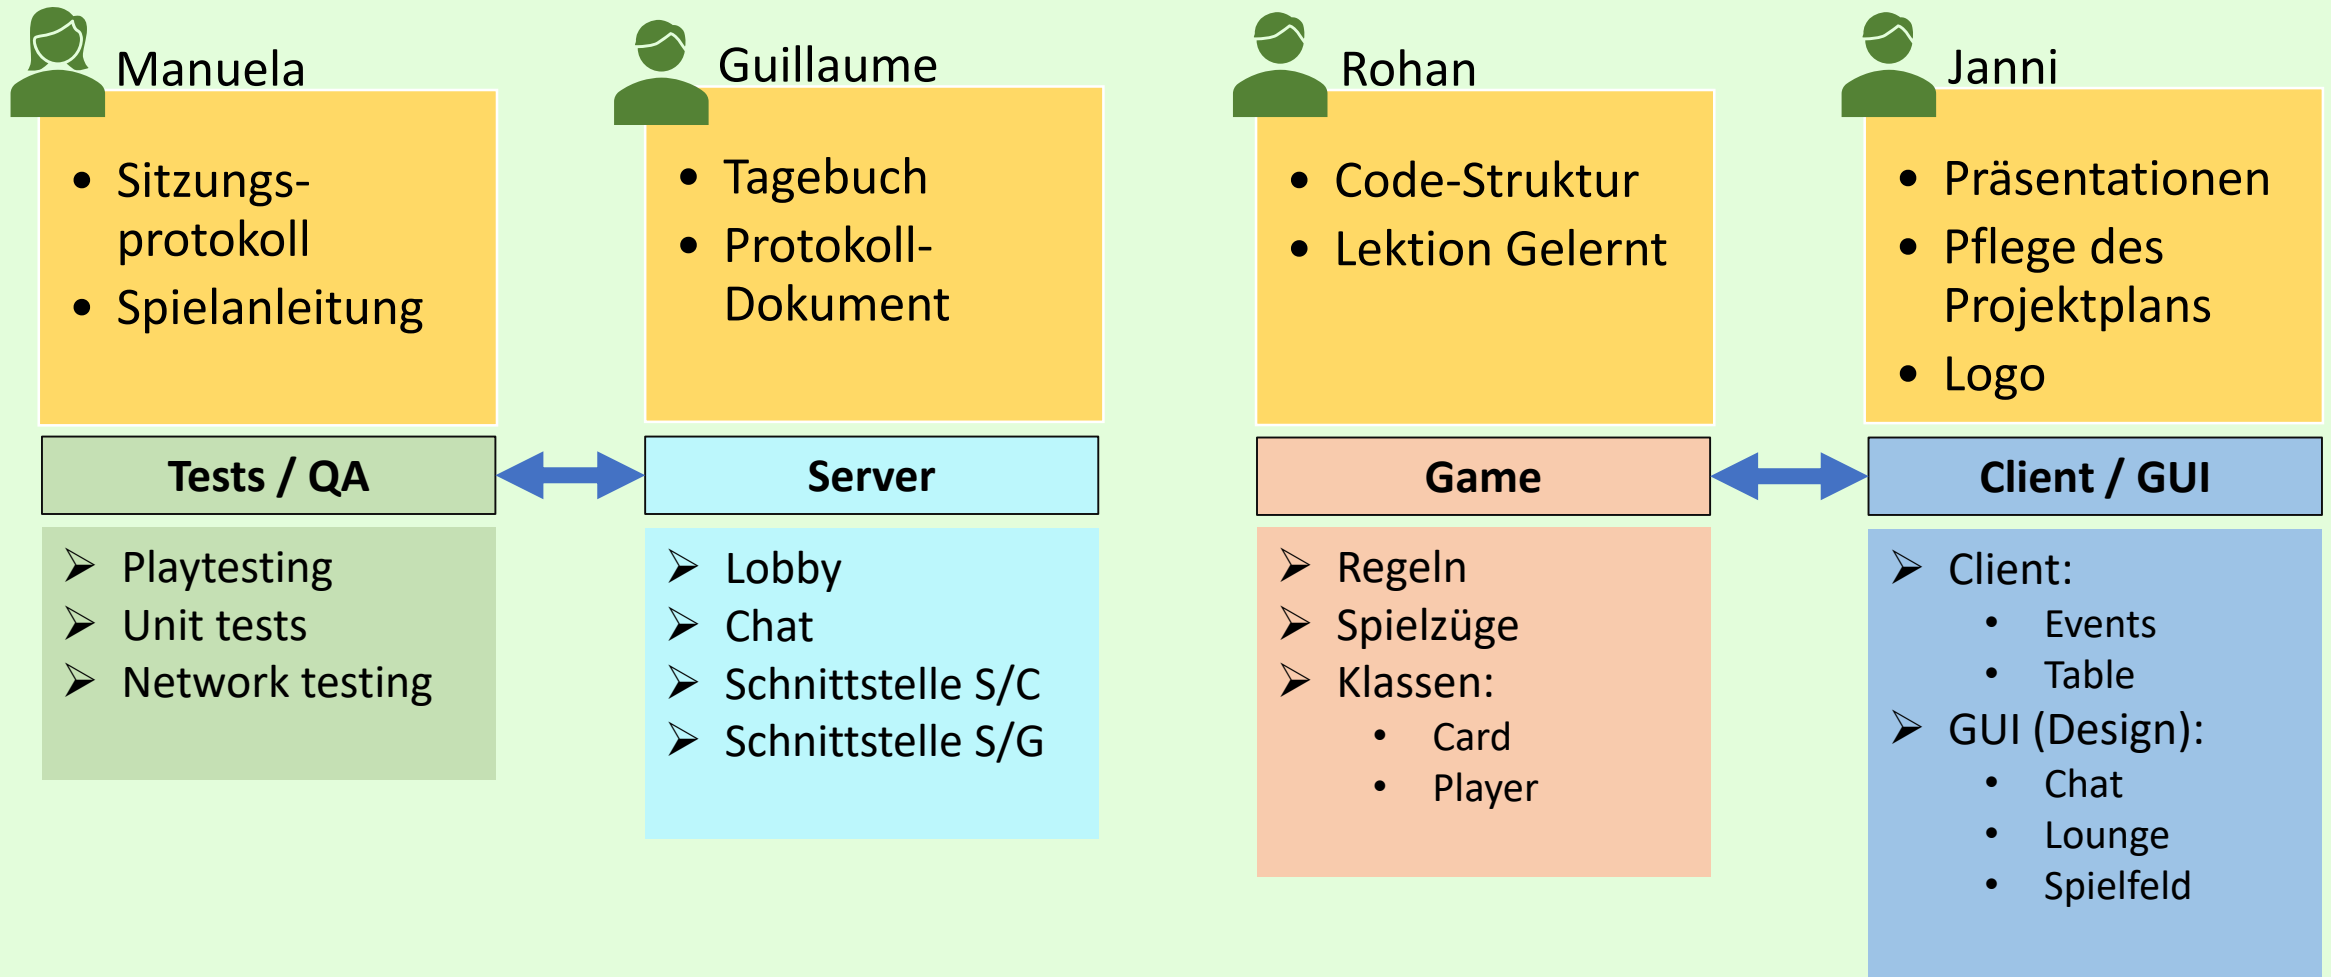 Manuela
Sitzungs-
protokoll
Spielanleitung
Tests / QA
Playtesting
Unit tests
Network testing
Guillaume
Tagebuch
Protokoll-
Dokument
Server
Lobby
Chat
Schnittstelle S/C
Schnittstelle S/G
Rohan
Code-Struktur
Lektion Gelernt
Game
Regeln
Spielzüge
Klassen:
Card
Player
Janni
Präsentationen
Pflege des
Projektplans
Logo
Client / GUI
Client:
Events
Table
GUI (Design):
Chat
Lounge
Spielfeld